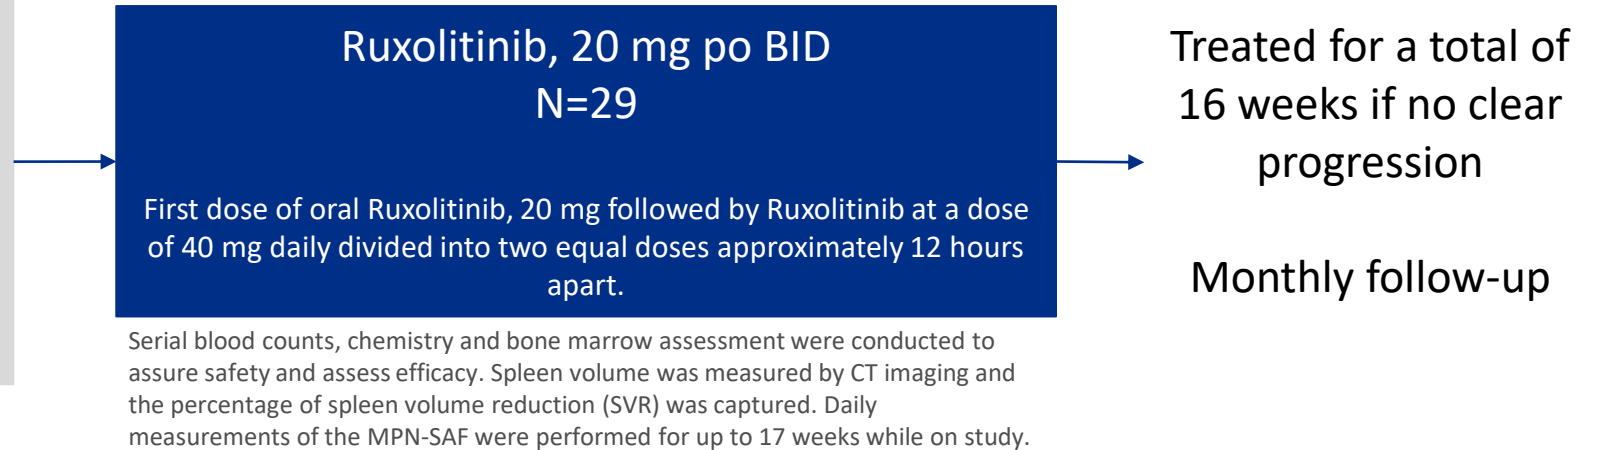 Ruxolitinib, 20 mg po BID
N=29
First dose of oral Ruxolitinib, 20 mg followed by Ruxolitinib at a dose
of 40 mg daily divided into two equal doses approximately 12 hours
apart.
Serial blood counts, chemistry and bone marrow assessment were conducted to
assure safety and assess efficacy. Spleen volume was measured by CT imaging and
the percentage of spleen volume reduction (SVR) was captured. Daily
measurements of the MPN-SAF were performed for up to 17 weeks while on study.
Treated for a total of
16 weeks if no clear
progression
Monthly follow-up